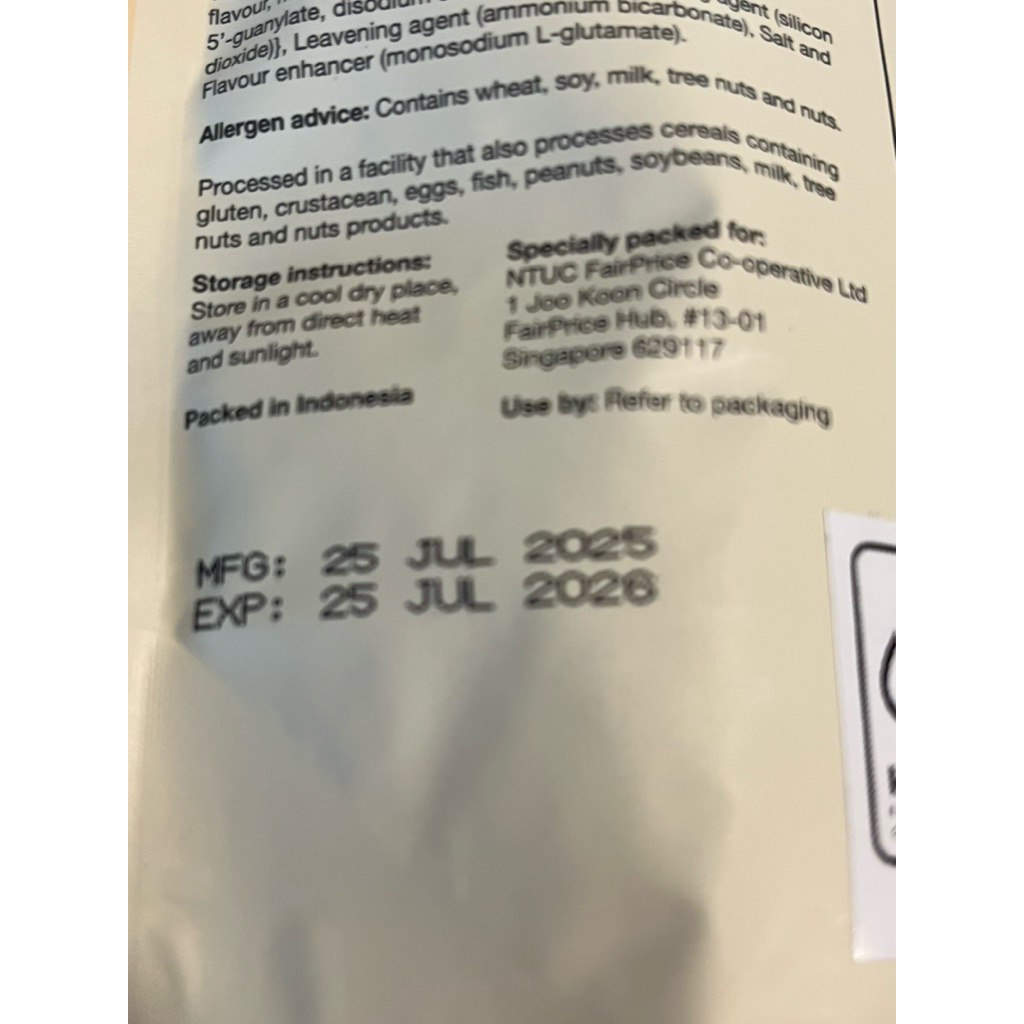 flavour,
5'-guanylate, disodium agent (silicon
dioxide)}, Leavening agent (ammonium bicarbonate), Salt and
Flavour enhancer (monosodium L-glutamate).
Allergen advice: Contains wheat, soy, milk, tree nuts and nuts.
Processed in a facility that also processes cereals containing
gluten, crustacean, eggs, fish, peanuts, soybeans, milk, tree
nuts and nuts products.
Storage instructions:
Store in a cool dry place,
away from direct heat
and sunlight.
Packed in Indonesia
Specially packed for:
NTUC FairPrice Co-operative Ltd
1 Joo Koon Circle
FairPrice Hub, #13-01
Singapore 629117
Use by: Refer to packaging
MFG: 25 JUL 2025
EXP: 25 JUL 2026